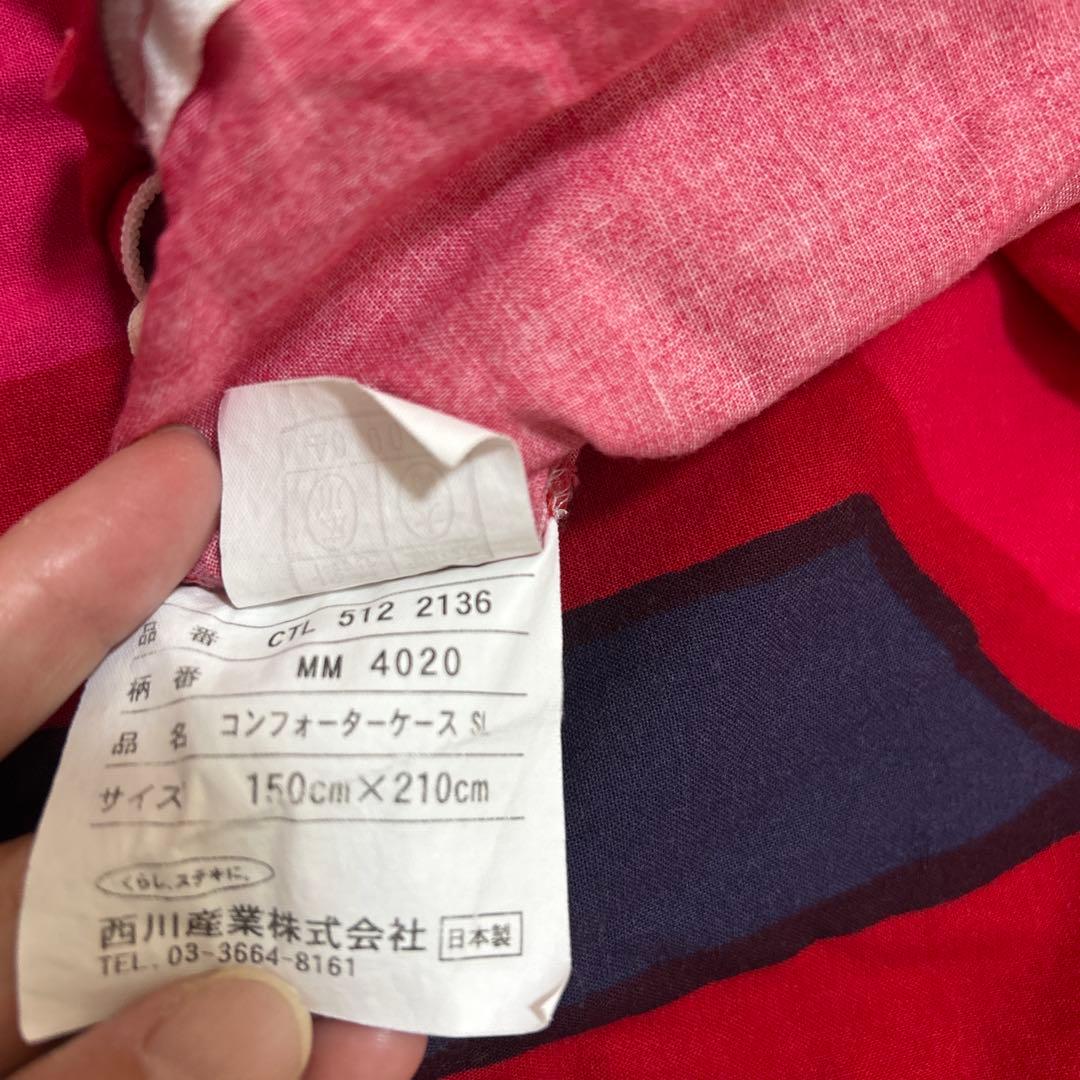 品番 CTL 512 2136
柄番 MM 4020
品名 コンフォーターケース SL
サイズ 150cm×210cm
くらし、ステキに。
西川産業株式会社 日本製
TEL. 03-3664-8161